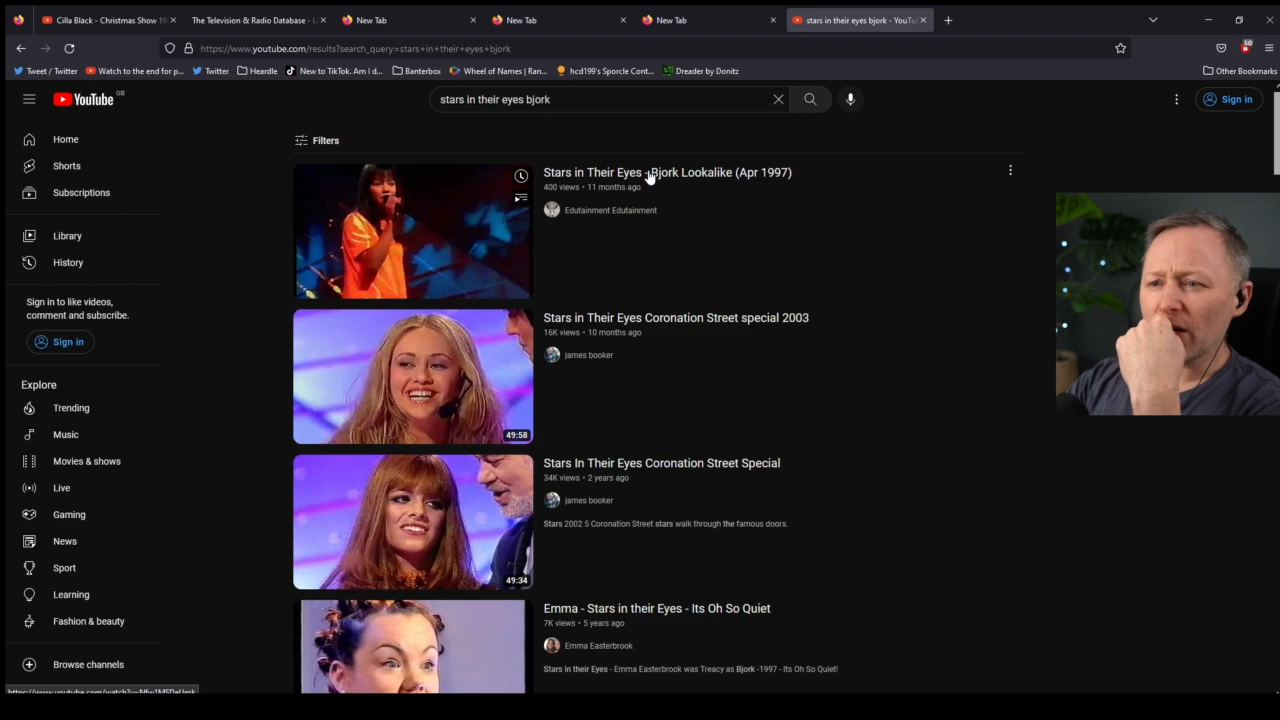 Cilla Black - Christmas Show 19
The Television & Radio Database - L
New Tab
New Tab
New Tab
stars in their eyes bjork - YouTu
https://www.youtube.com/results?search_query=stars+in+their+eyes+bjork
50
Tweet / Twitter
Watch to the end for p...
Twitter
Heardle
New to TikTok. Am I d...
Banterbox
Wheel of Names | Ran...
hcd199's Sporcle Cont...
Dreader by Donitz
Other Bookmarks
YouTube GB
stars in their eyes bjork
Sign in
Home
Shorts
Subscriptions
Library
History
Sign in to like videos,
comment and subscribe.
Sign in
Explore
Trending
Music
Movies & shows
Live
Gaming
News
Sport
Learning
Fashion & beauty
Browse channels
Filters
Stars in Their Eyes - Bjork Lookalike (Apr 1997)
400 views • 11 months ago
Edutainment Edutainment
49:58
Stars in Their Eyes Coronation Street special 2003
16K views • 10 months ago
james booker
49:34
Stars In Their Eyes Coronation Street Special
34K views • 2 years ago
james booker
Stars 2002 5 Coronation Street stars walk through the famous doors.
Emma - Stars in their Eyes - Its Oh So Quiet
7K views • 5 years ago
Emma Easterbrook
Stars in their Eyes - Emma Easterbrook was Treacy as Bjork -1997 - Its Oh So Quiet!